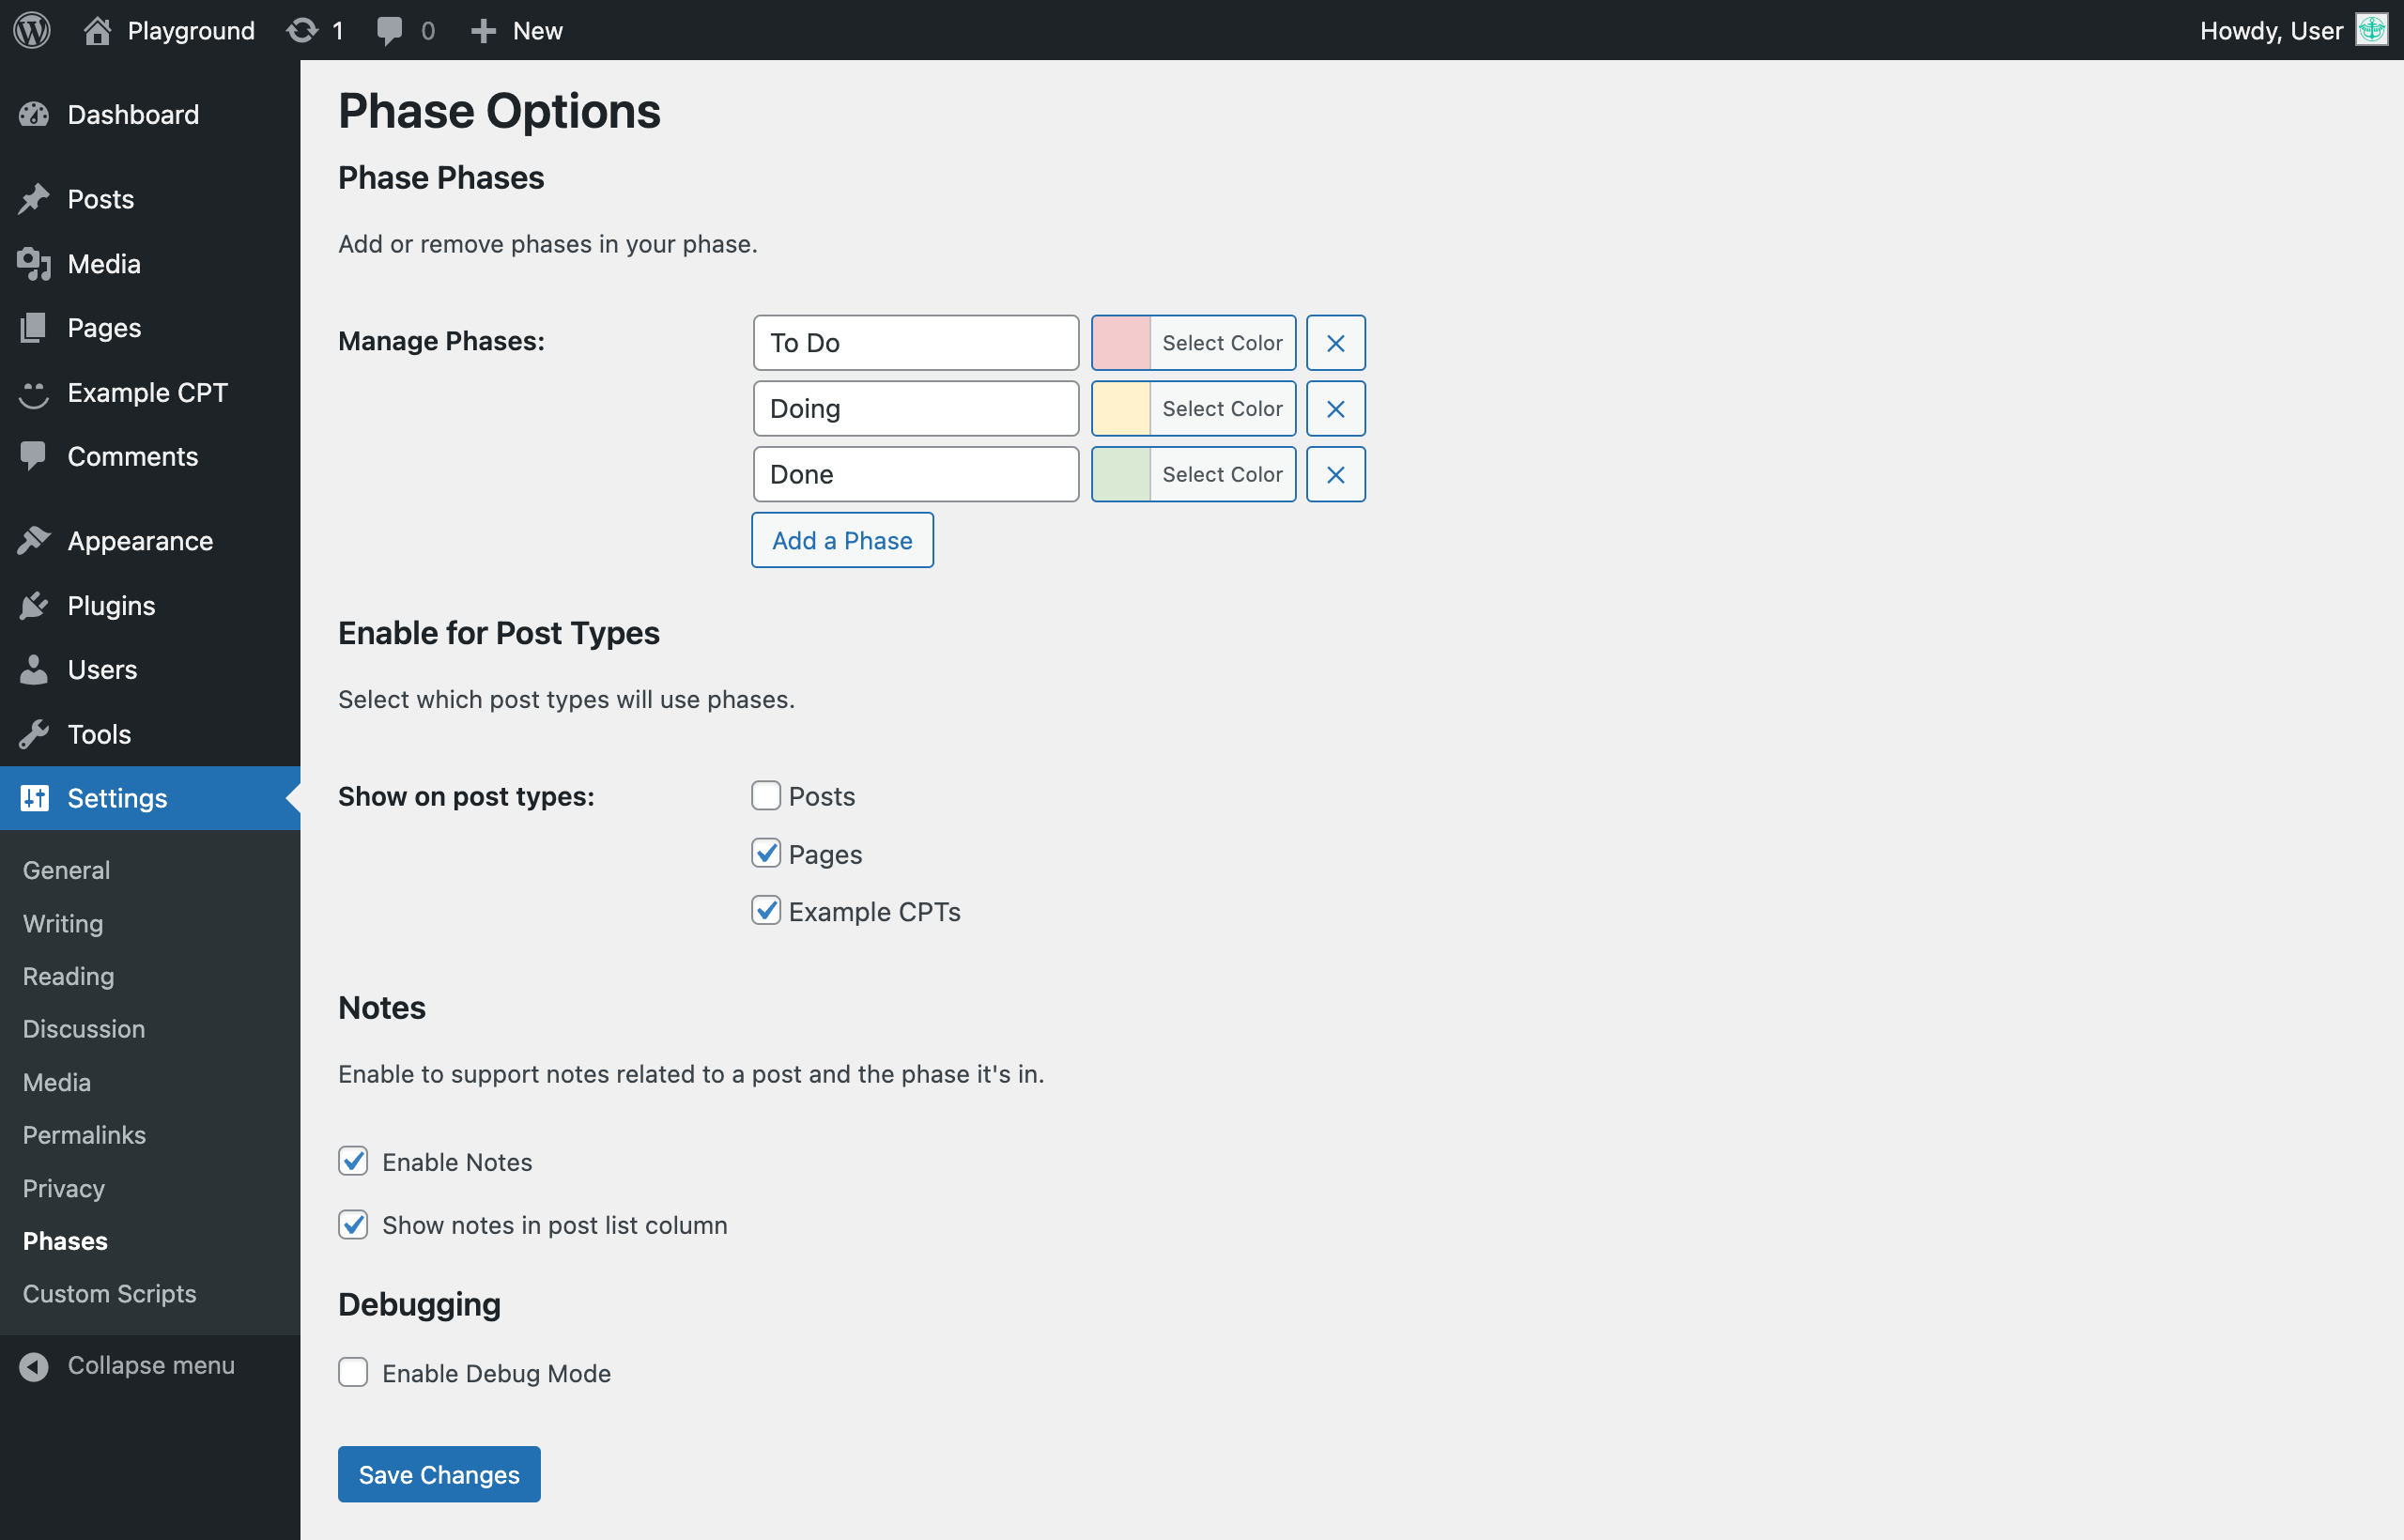 Playground 1 0 New Howdy, User
Dashboard
Posts
Media
Pages
Example CPT
Comments
Appearance
Plugins
Users
Tools
Settings
General
Writing
Reading
Discussion
Media
Permalinks
Privacy
Phases
Custom Scripts
Collapse menu
Phase Options
Phase Phases
Add or remove phases in your phase.
Manage Phases:
To Do Select Color
Doing Select Color
Done Select Color
Add a Phase
Enable for Post Types
Select which post types will use phases.
Show on post types:
Posts
Pages
Example CPTs
Notes
Enable to support notes related to a post and the phase it's in.
Enable Notes
Show notes in post list column
Debugging
Enable Debug Mode
Save Changes